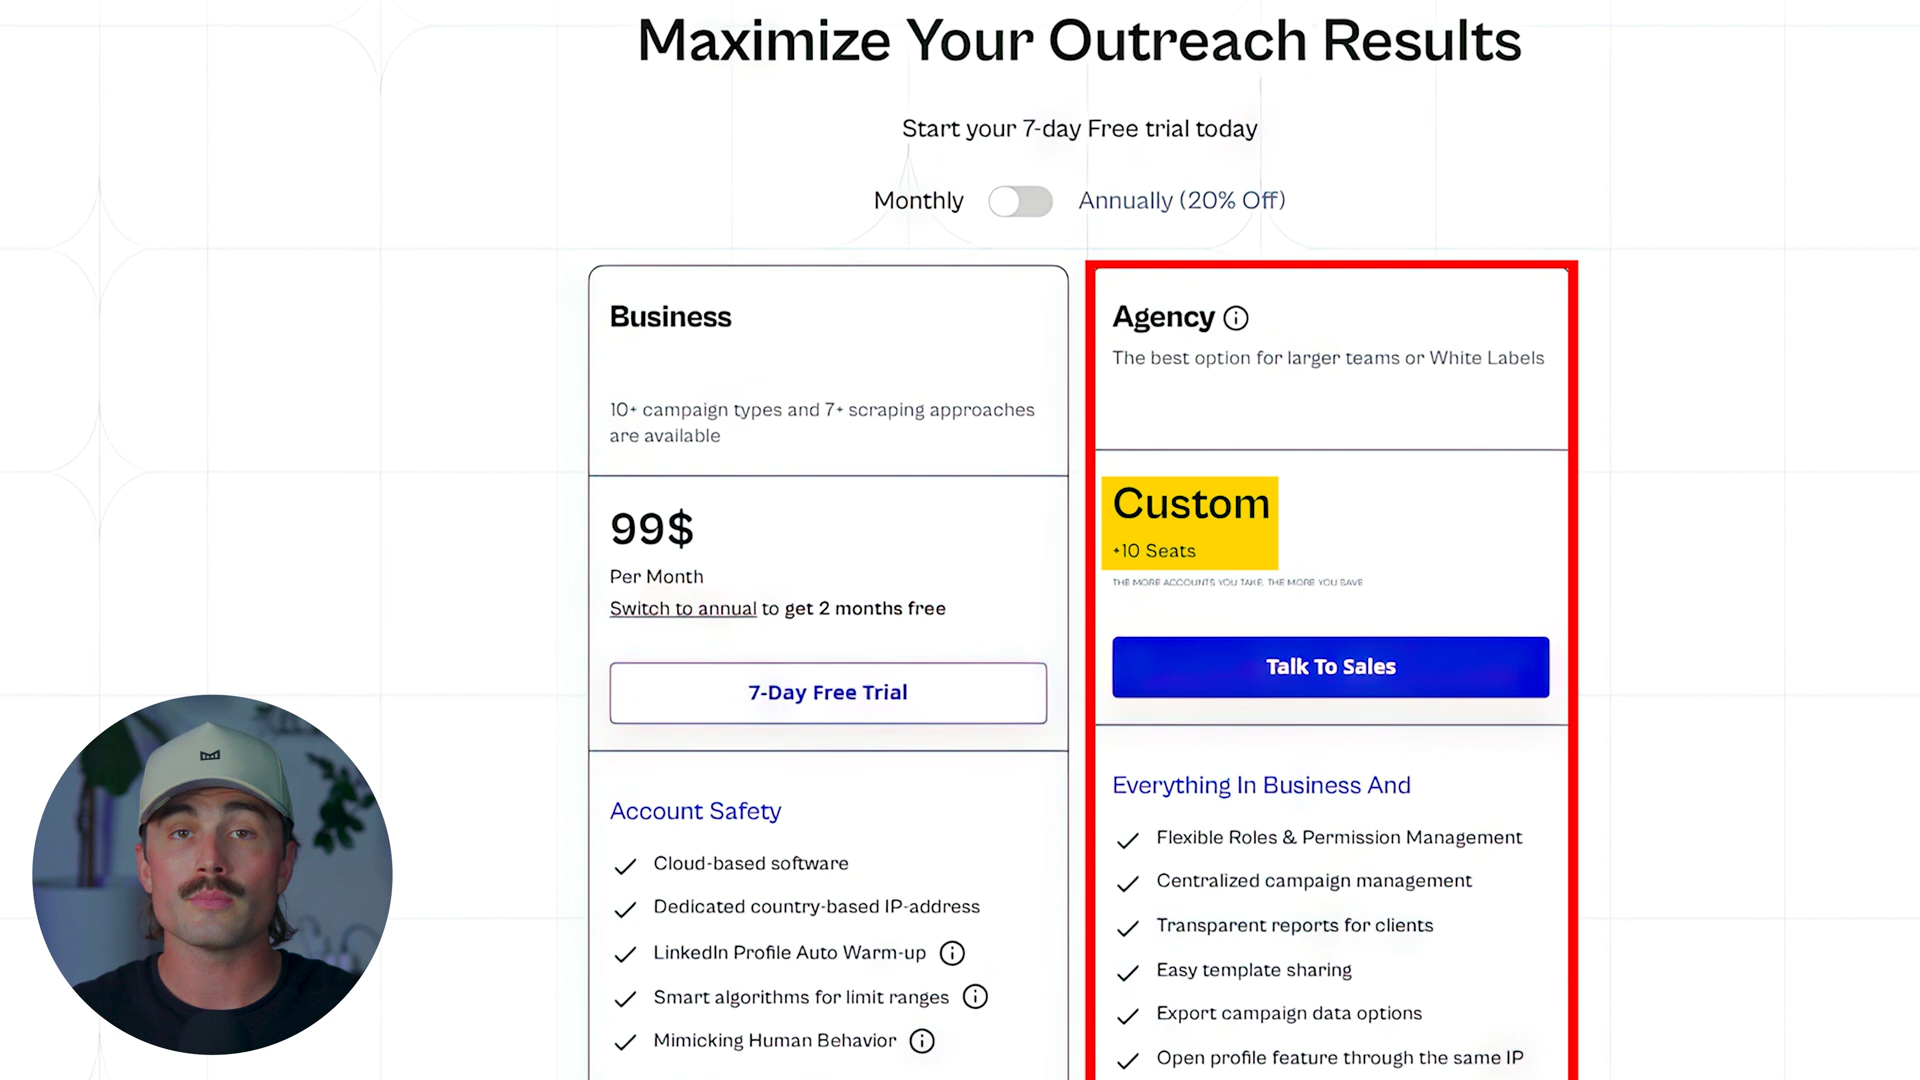 Maximize Your Outreach Results
Start your 7-day Free trial today
Monthly
Annually (20% Off)
Business
10+ campaign types and 7+ scraping approaches
are available
99$
Per Month
Switch to annual to get 2 months free
7-Day Free Trial
Account Safety
Cloud-based software
Dedicated country-based IP-address
LinkedIn Profile Auto Warm-up
Smart algorithms for limit ranges
Mimicking Human Behavior
Agency
The best option for larger teams or White Labels
Custom
+10 Seats
THE MORE ACCOUNTS YOU TAKE, THE MORE YOU SAVE
Talk To Sales
Everything In Business And
Flexible Roles & Permission Management
Centralized campaign management
Transparent reports for clients
Easy template sharing
Export campaign data options
Open profile feature through the same IP